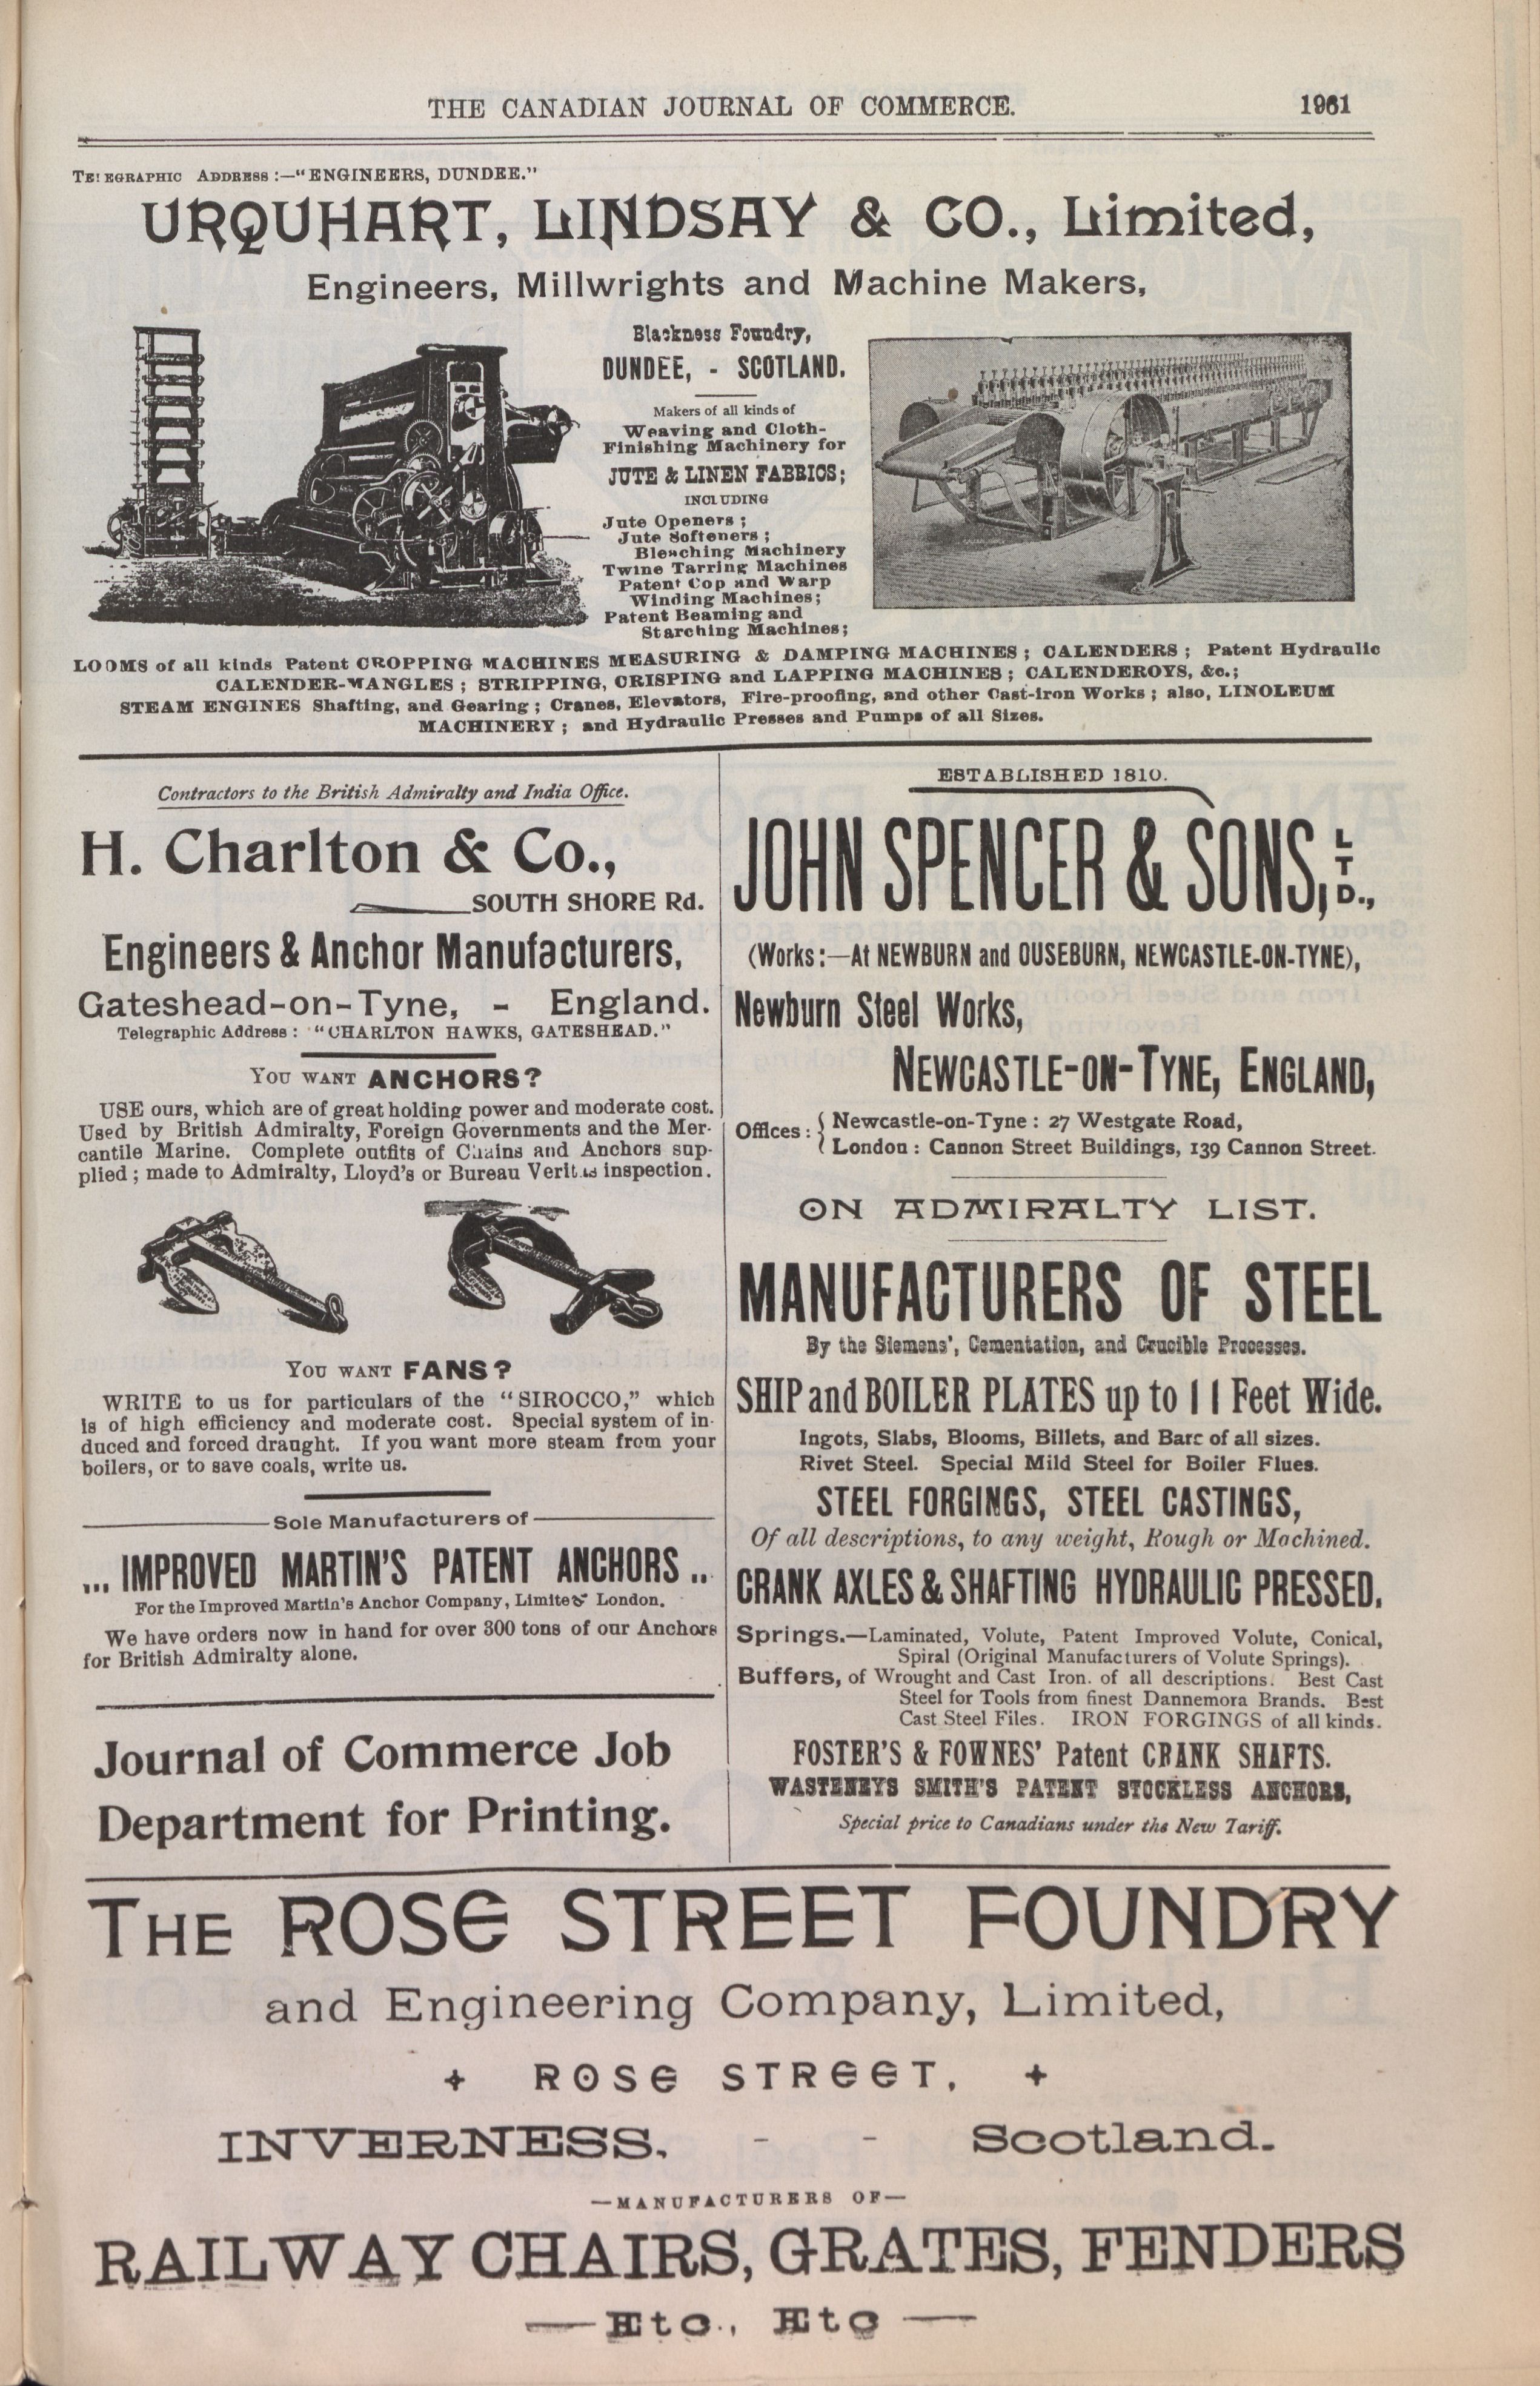 THE CANADIAN JOURNAL OF COMMERCE. 1961
TELEGRAPHIC ADDRESS :—"ENGINEERS, DUNDEE."
URQUHART, LINDSAY & CO., Limited,
Engineers, Millwrights and Machine Makers,
Blackness Foundry,
DUNDEE, - SCOTLAND.
Makers of all kinds of
Weaving and Cloth-
Finishing Machinery for
JUTE & LINEN FABRICS;
INCLUDING
Jute Openers ;
Jute Softeners ;
Bleaching Machinery
Twine Tarring Machines
Patent Cop and Warp
Winding Machines;
Patent Beaming and
Starching Machines;
LOOMS of all kinds Patent CROPPING MACHINES MEASURING & DAMPING MACHINES ; CALENDERS ; Patent Hydraulic
CALENDER-MANGLES ; STRIPPING, CRISPING and LAPPING MACHINES ; CALENDEROYS, &c.;
STEAM ENGINES Shafting, and Gearing ; Cranes, Elevators, Fire-proofing, and other Cast-iron Works ; also, LINOLEUM
MACHINERY ; and Hydraulic Presses and Pumps of all Sizes.
Contractors to the British Admiralty and India Office.
H. Charlton & Co.,
SOUTH SHORE Rd.
Engineers & Anchor Manufacturers,
Gateshead-on-Tyne, - England.
Telegraphic Address : "CHARLTON HAWKS, GATESHEAD."
YOU WANT ANCHORS?
USE ours, which are of great holding power and moderate cost.
Used by British Admiralty, Foreign Governments and the Mer-
cantile Marine. Complete outfits of Chains and Anchors sup-
plied ; made to Admiralty, Lloyd's or Bureau Veritas inspection.
YOU WANT FANS?
WRITE to us for particulars of the "SIROCCO," which
is of high efficiency and moderate cost. Special system of in-
duced and forced draught. If you want more steam from your
boilers, or to save coals, write us.
Sole Manufacturers of
... IMPROVED MARTIN'S PATENT ANCHORS ..
For the Improved Martin's Anchor Company, Limited London.
We have orders now in hand for over 300 tons of our Anchors
for British Admiralty alone.
Journal of Commerce Job
Department for Printing.
ESTABLISHED 1810.
JOHN SPENCER & SONS, LTD.,
(Works :—At NEWBURN and OUSEBURN, NEWCASTLE-ON-TYNE),
Newburn Steel Works,
NEWCASTLE-ON-TYNE, ENGLAND,
Offices : { Newcastle-on-Tyne : 27 Westgate Road,
London : Cannon Street Buildings, 139 Cannon Street.
ON ADMIRALTY LIST.
MANUFACTURERS OF STEEL
By the Siemens', Cementation, and Crucible Processes.
SHIP and BOILER PLATES up to 11 Feet Wide.
Ingots, Slabs, Blooms, Billets, and Barc of all sizes.
Rivet Steel. Special Mild Steel for Boiler Flues.
STEEL FORGINGS, STEEL CASTINGS,
Of all descriptions, to any weight, Rough or Machined.
CRANK AXLES & SHAFTING HYDRAULIC PRESSED.
Springs.—Laminated, Volute, Patent Improved Volute, Conical,
Spiral (Original Manufacturers of Volute Springs).
Buffers, of Wrought and Cast Iron. of all descriptions. Best Cast
Steel for Tools from finest Dannemora Brands. Best
Cast Steel Files. IRON FORGINGS of all kinds.
FOSTER'S & FOWNES' Patent CRANK SHAFTS.
WASTENEYS SMITH'S PATENT STOCKLESS ANCHORS,
Special price to Canadians under the New Tariff.
THE ROSE STREET FOUNDRY
and Engineering Company, Limited,
+ ROSE STREET, +
INVERNESS, - - Scotland.
—MANUFACTURERS OF—
RAILWAY CHAIRS, GRATES, FENDERS
— Etc., Etc —